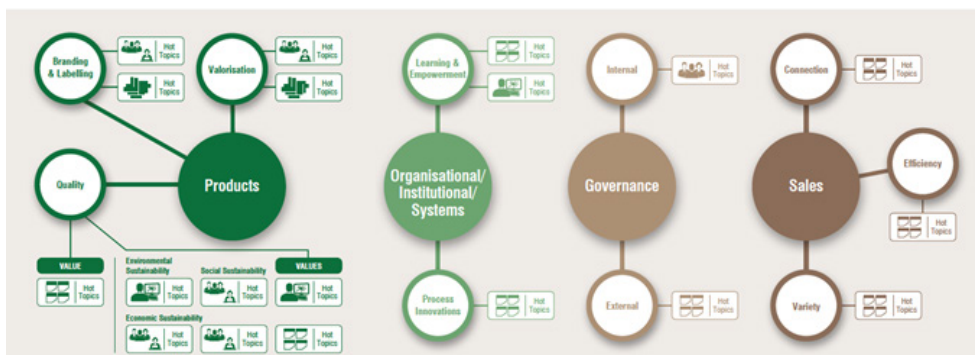 Branding
& Labelling
Hot
Topics
Hot
Topics
Valorisation
Hot
Topics
Hot
Topics
Quality
Products
VALUE
Hot
Topics
Environmental
Sustainability
Hot
Topics
Social Sustainability
Hot
Topics
VALUES
Hot
Topics
Economic Sustainability
Hot
Topics
Hot
Topics
Hot
Topics
Learning &
Empowerment
Hot
Topics
Hot
Topics
Organisational/
Institutional/
Systems
Process
Innovations
Hot
Topics
Internal
Hot
Topics
Governance
External
Hot
Topics
Connection
Hot
Topics
Sales
Efficiency
Hot
Topics
Variety
Hot
Topics